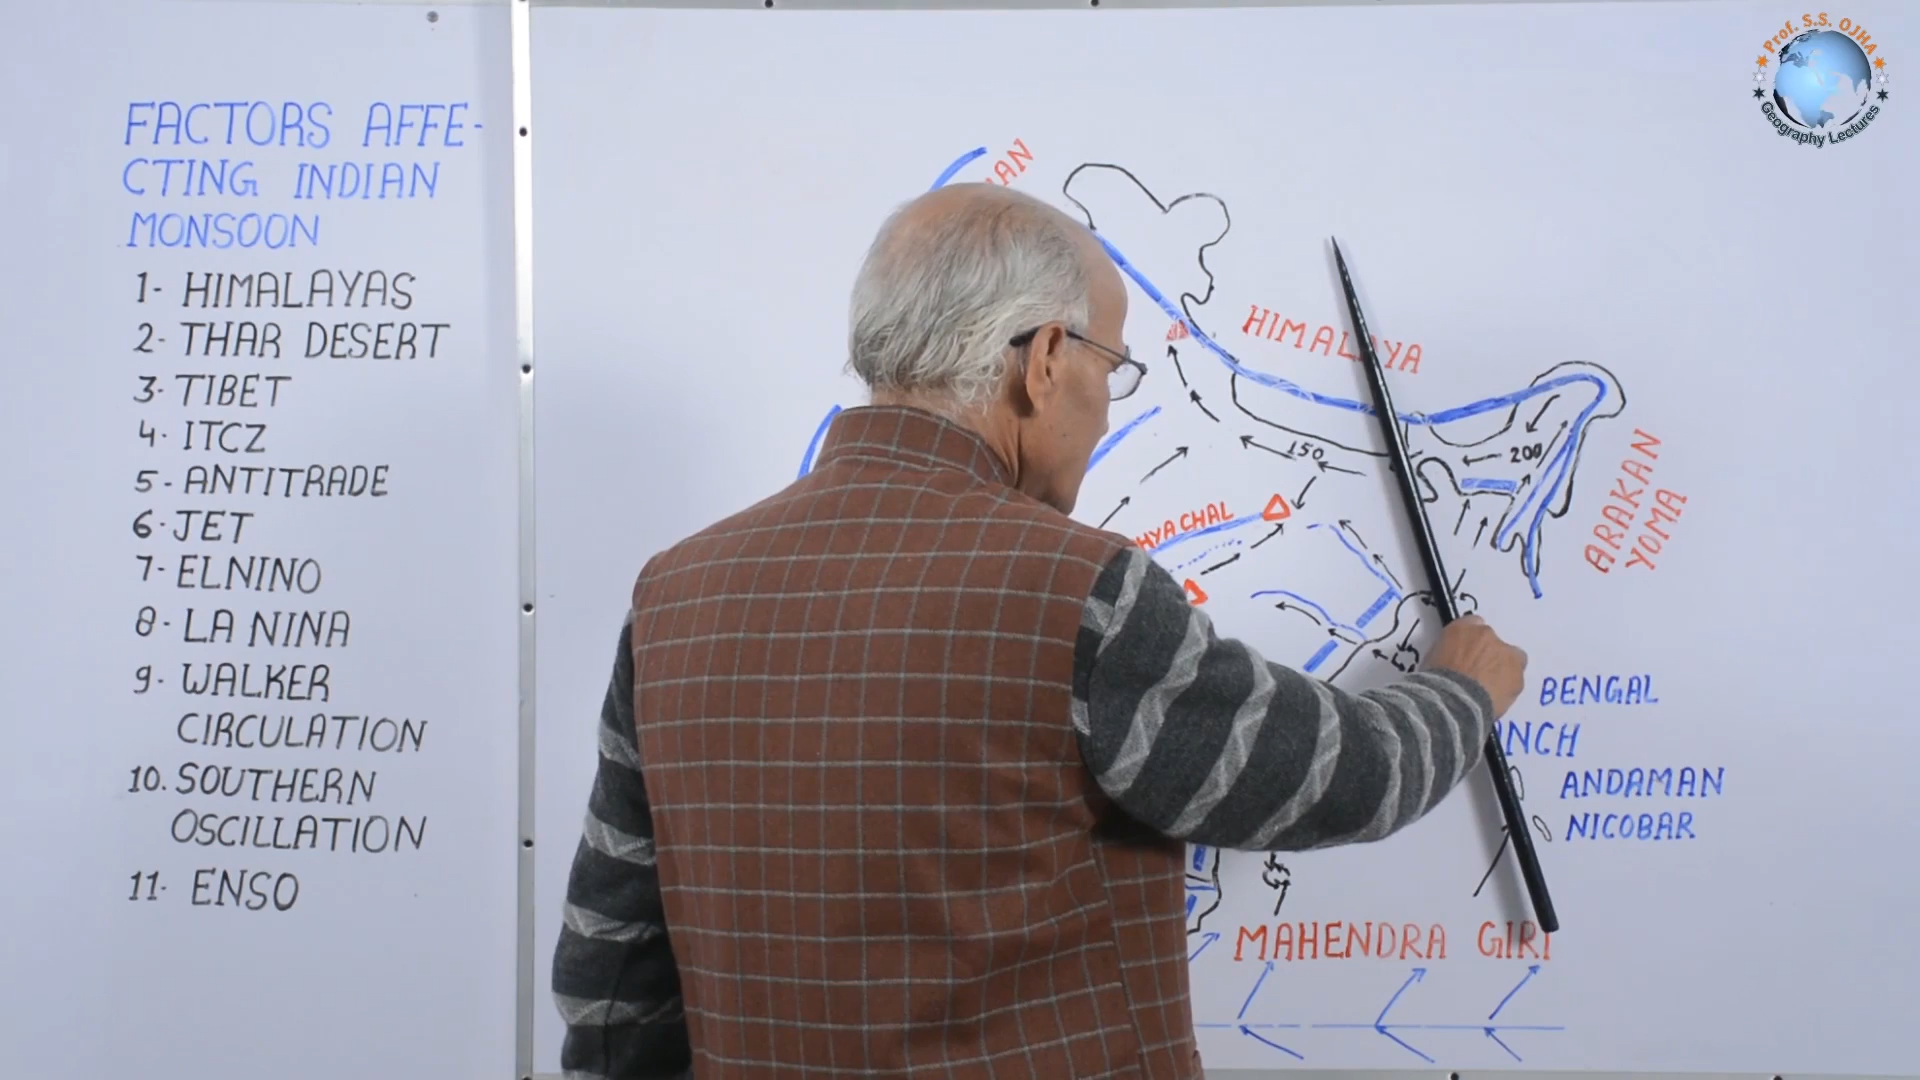 FACTORS AFFE-
CTING INDIAN
MONSOON
1- HIMALAYAS
2- THAR DESERT
3- TIBET
4- ITCZ
5- ANTITRADE
6- JET
7- ELNINO
8- LA NINA
9- WALKER
CIRCULATION
10. SOUTHERN
OSCILLATION
11- ENSO
Prof. S.S. OJHA
Geography Lectures
HIMALAYA
150
200
ARAKAN
YOMA
HYACHAL
BENGAL
NCH
ANDAMAN
NICOBAR
MAHENDRA GIRI